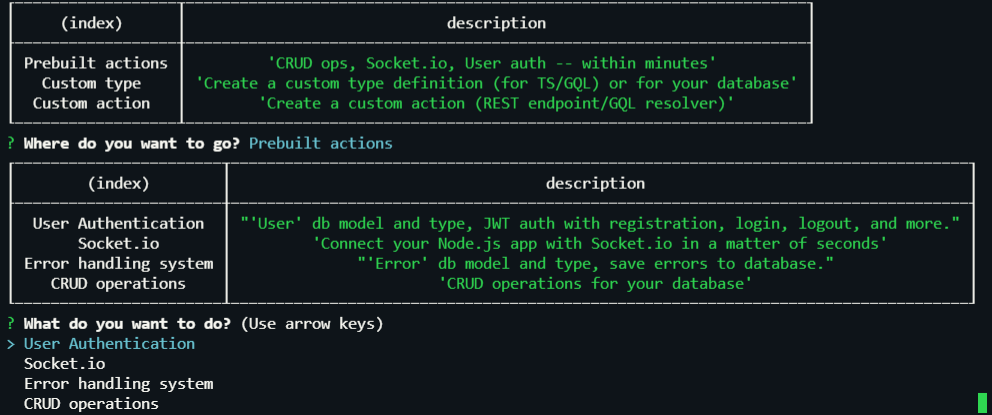 (index) description
Prebuilt actions 'CRUD ops, Socket.io, User auth -- within minutes'
Custom type 'Create a custom type definition (for TS/GQL) or for your database'
Custom action 'Create a custom action (REST endpoint/GQL resolver)'
? Where do you want to go? Prebuilt actions
(index) description
User Authentication "'User' db model and type, JWT auth with registration, login, logout, and more."
Socket.io 'Connect your Node.js app with Socket.io in a matter of seconds'
Error handling system "'Error' db model and type, save errors to database."
CRUD operations 'CRUD operations for your database'
? What do you want to do? (Use arrow keys)
> User Authentication
Socket.io
Error handling system
CRUD operations